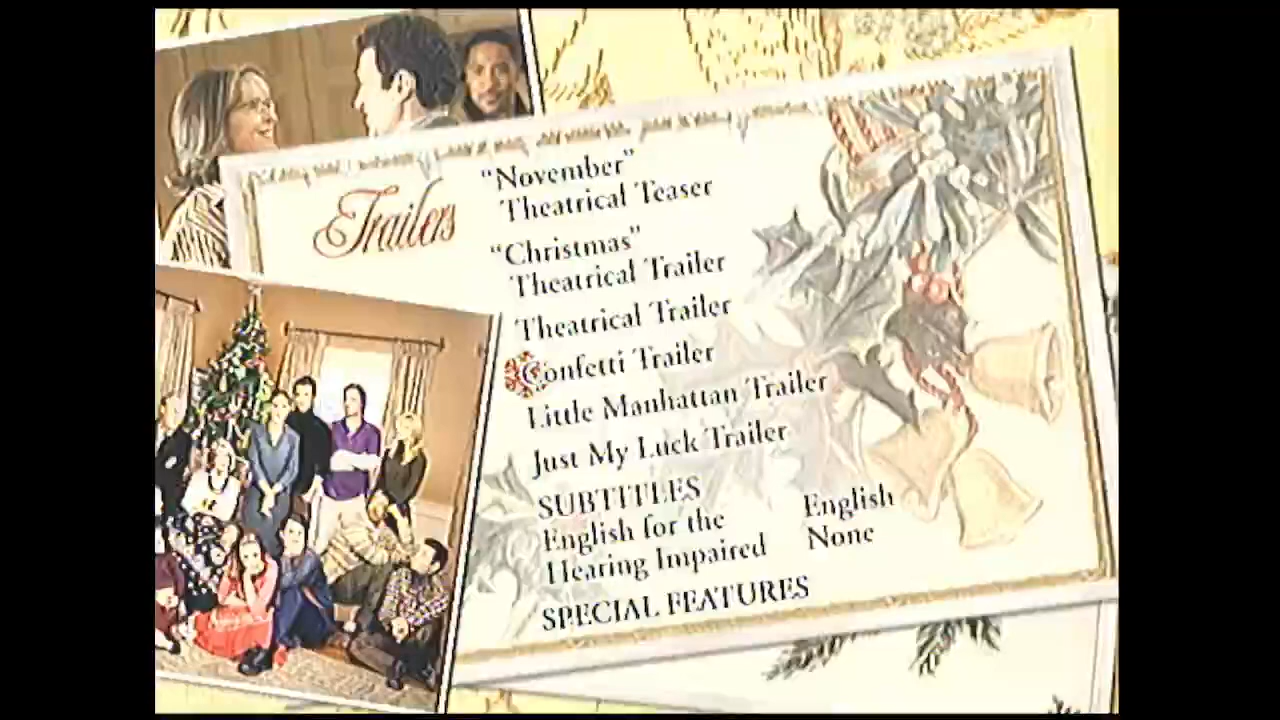 Trailers
“November”
Theatrical Teaser
“Christmas”
Theatrical Trailer
Theatrical Trailer
Confetti Trailer
Little Manhattan Trailer
Just My Luck Trailer
SUBTITLES
English for the
Hearing Impaired
English
None
SPECIAL FEATURES